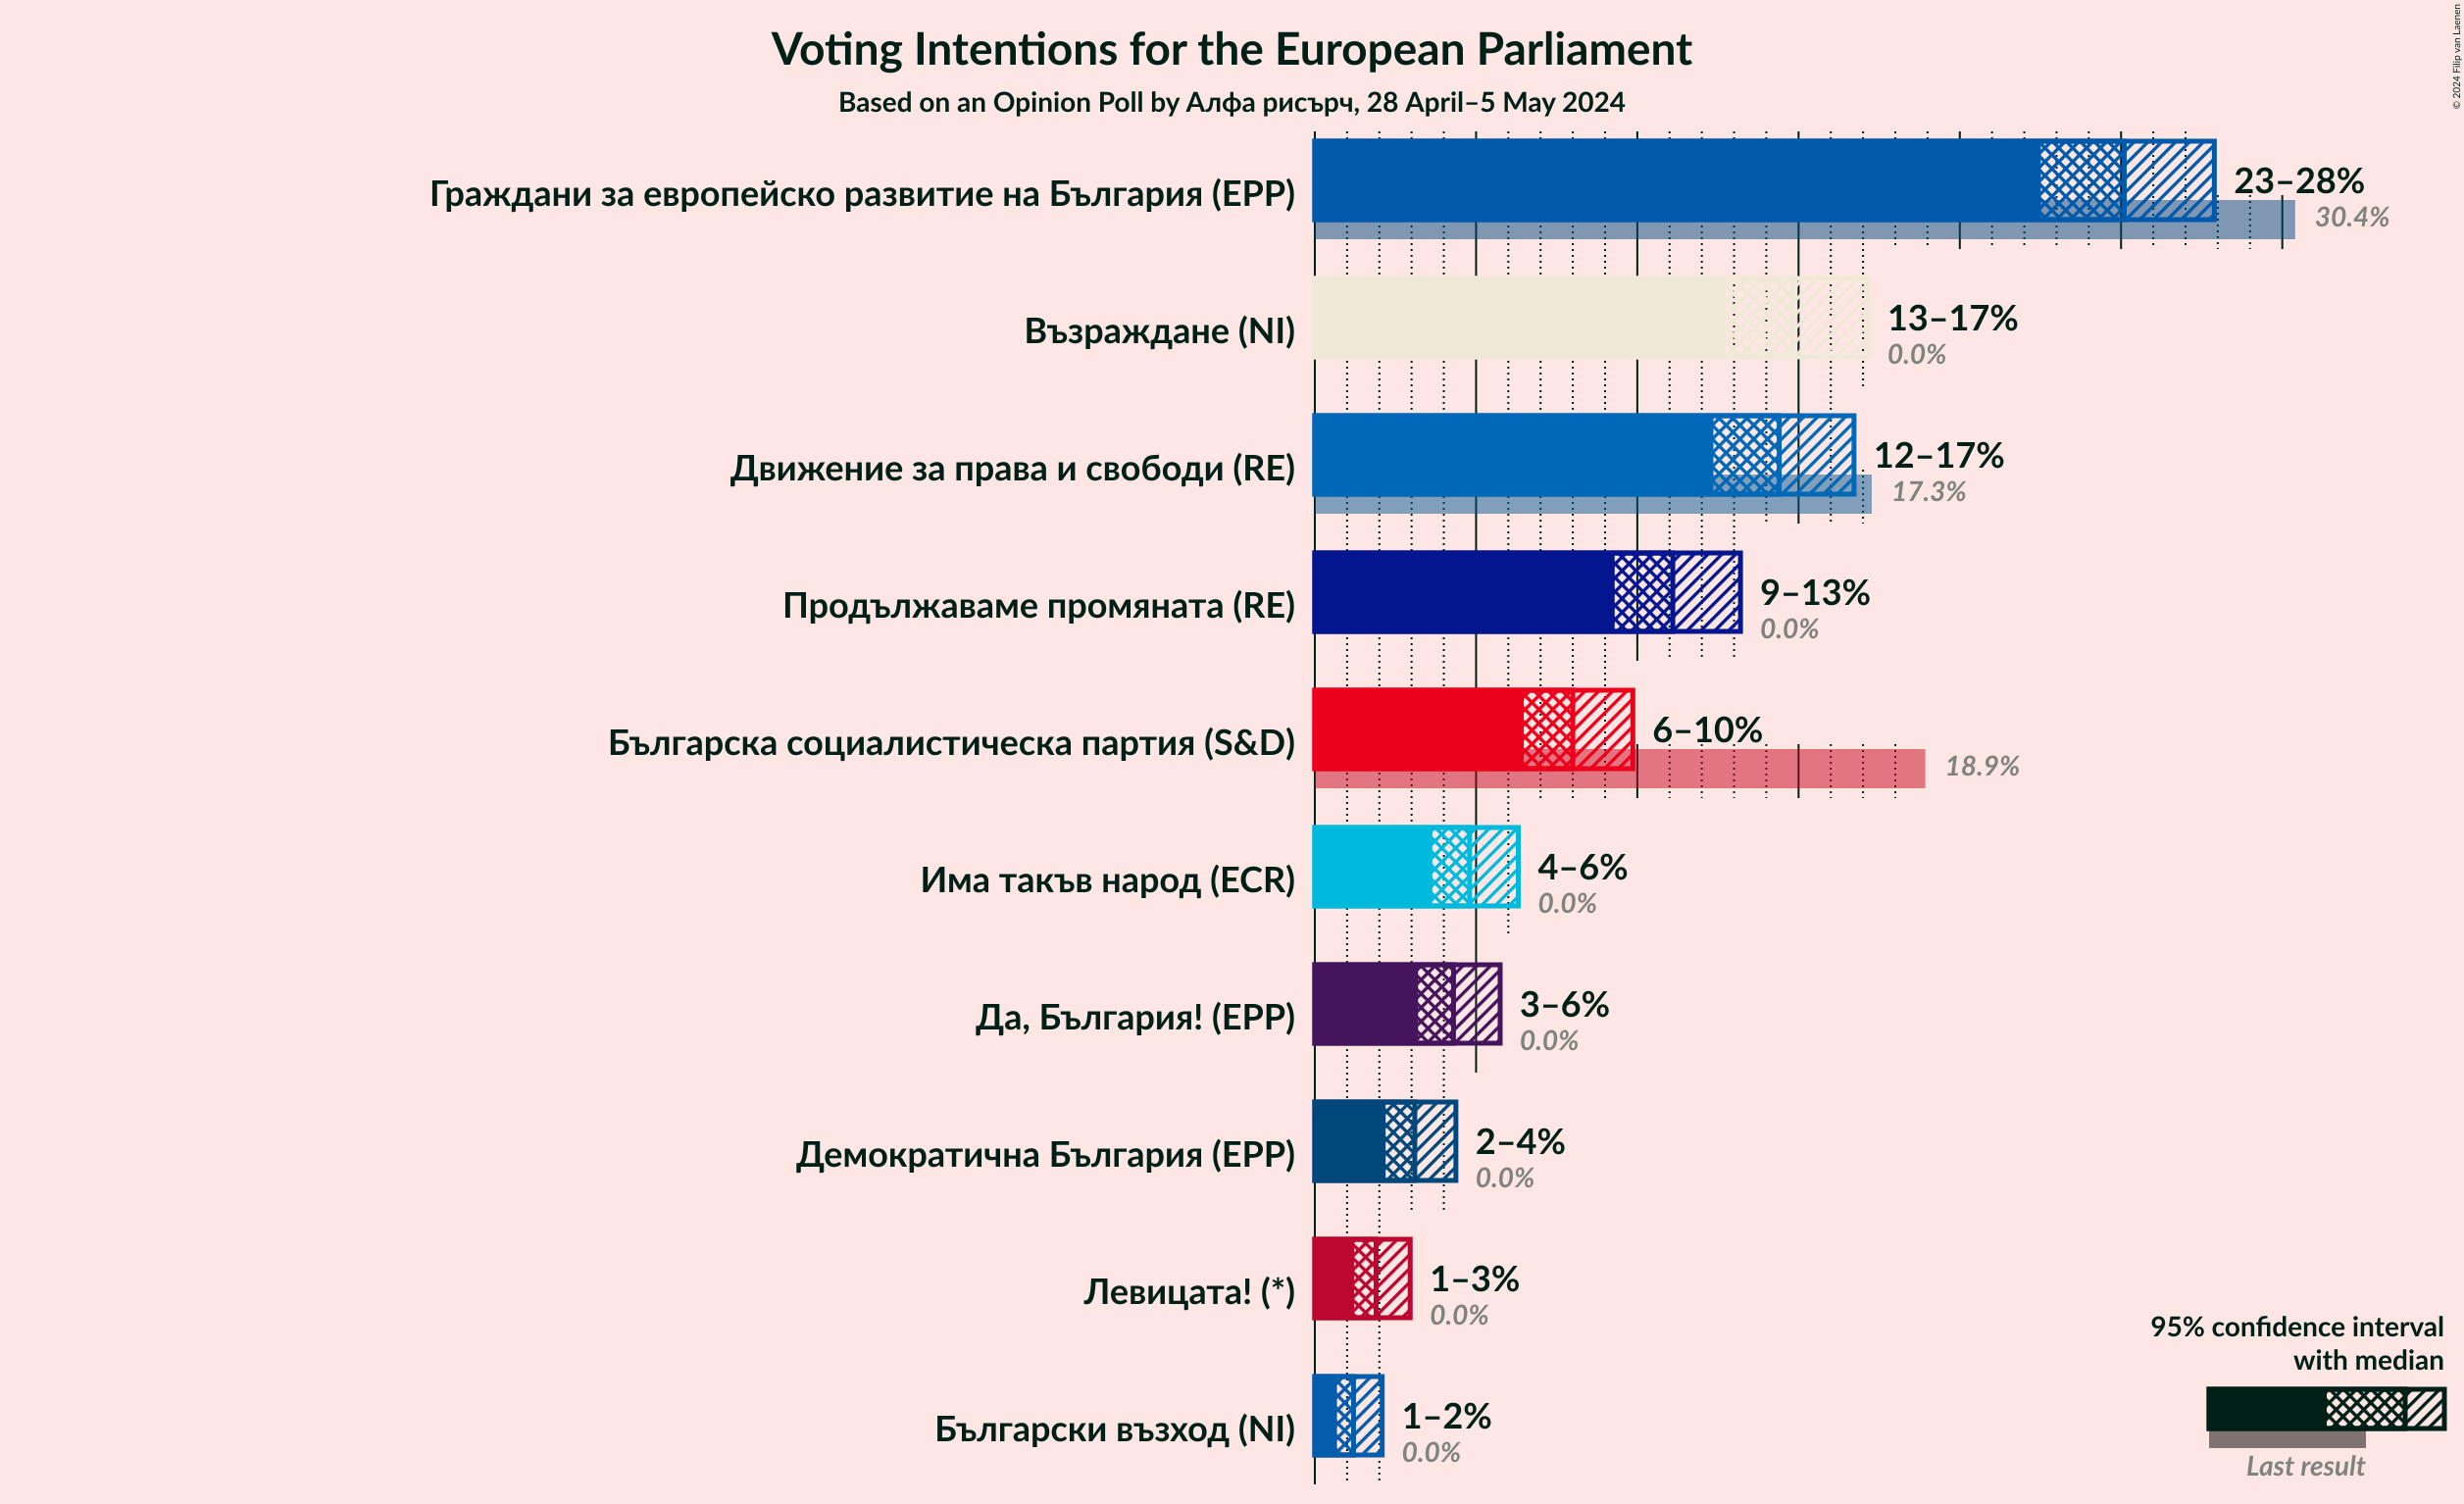 Voting Intentions for the European Parliament
Based on an Opinion Poll by Алфа рисърч, 28 April–5 May 2024
© 2024 Filip van Laenen
Граждани за европейско развитие на България (EPP)
23–28%
30.4%
Възраждане (NI)
13–17%
0.0%
Движение за права и свободи (RE)
12–17%
17.3%
Продължаваме промяната (RE)
9–13%
0.0%
Българска социалистическа партия (S&D)
6–10%
18.9%
Има такъв народ (ECR)
4–6%
0.0%
Да, България! (EPP)
3–6%
0.0%
Демократична България (EPP)
2–4%
0.0%
Левицата! (*)
1–3%
0.0%
Български възход (NI)
1–2%
0.0%
95% confidence interval
with median
Last result